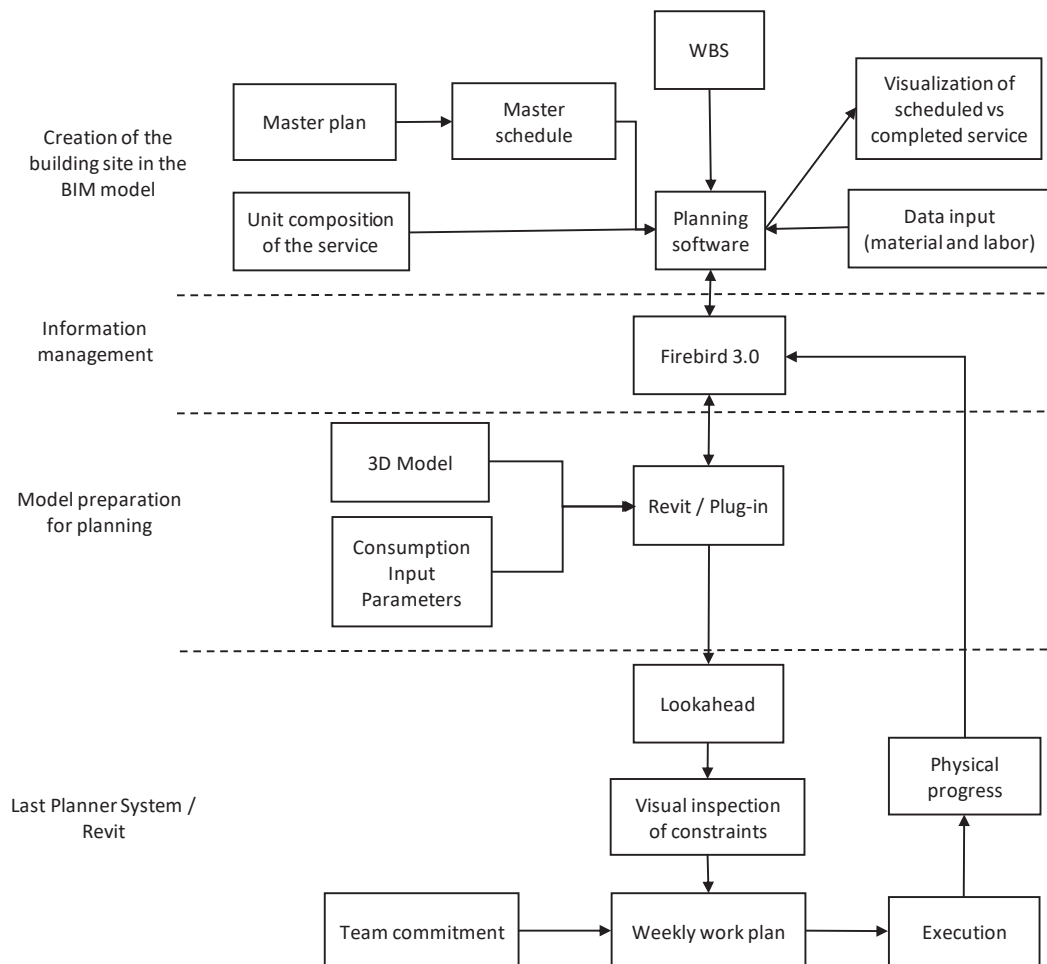 WBS
Visualization of
scheduled vs
completed service
Master plan
Master
schedule
Creation of the
building site in the
BIM model
Unit composition
of the service
Planning
software
Data input
(material and labor)
Information
management
Firebird 3.0
3D Model
Model preparation
for planning
Revit / Plug-in
Consumption
Input
Parameters
Lookahead
Physical
progress
Last Planner System /
Revit
Visual inspection
of constraints
Team commitment
Weekly work plan
Execution